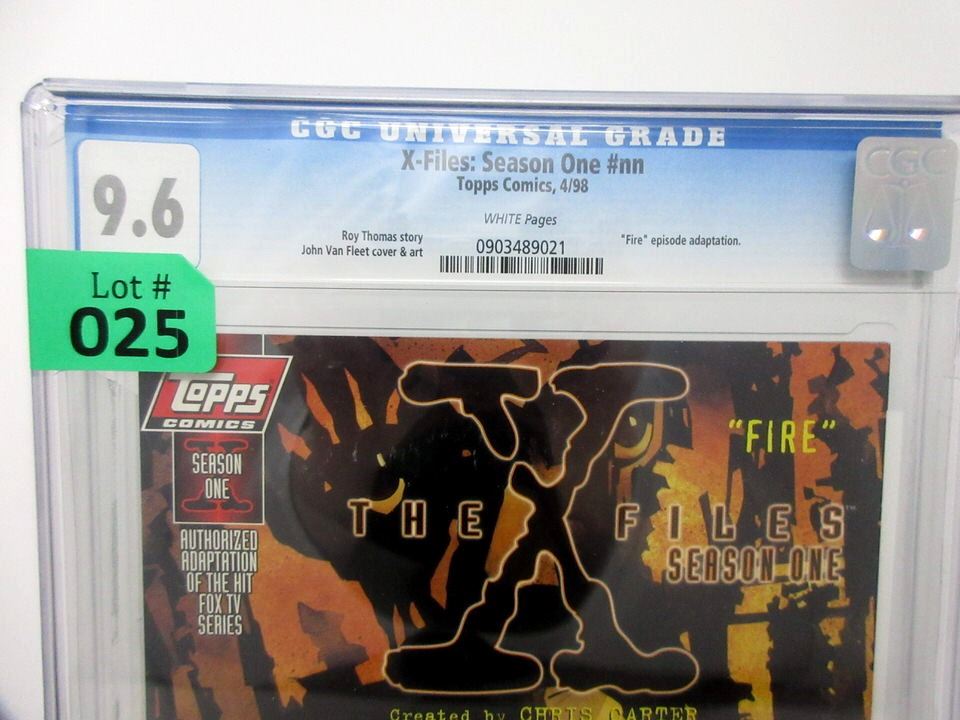 CGC UNIVERSAL GRADE
9.6
X-Files: Season One #nn
Topps Comics, 4/98
WHITE Pages
Roy Thomas story
John Van Fleet cover & art
0903489021
"Fire" episode adaptation.
CGC
Lot #
025
TOPPS
COMICS
SEASON
ONE
AUTHORIZED
ADAPTATION
OF THE HIT
FOX TV
SERIES
"FIRE"
X
THE FILES™
SEASON ONE
Created by CHRIS CARTER